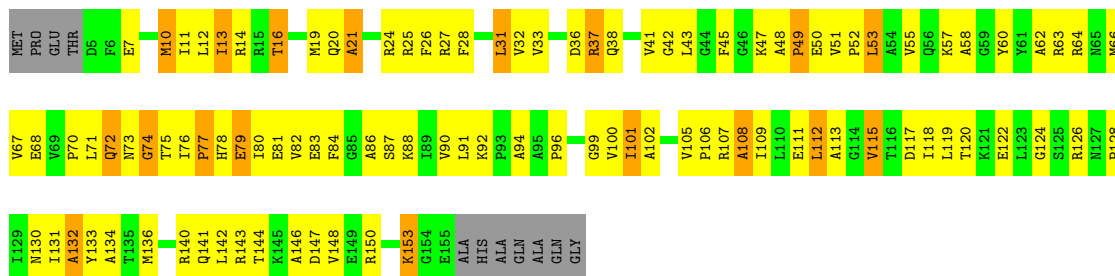 MET PRO GLU THR D5 F6 E7 M10 I11 L12 I13 R14 R15 T16 M19 Q20 A21 R24 R25 F26 R27 F28 L31 V32 V33 D36 R37 Q38 V41 G42 L43 G44 F45 G46 K47 A48 P49 E50 V51 P52 L53 A54 V55 Q56 K57 A58 G59 Y60 Y61 A62 R63 R64 N65 M66
V67 E68 V69 P70 L71 Q72 N73 G74 T75 I76 P77 H78 E79 I80 E81 V82 E83 F84 G85 A86 S87 K88 I89 V90 L91 K92 P93 A94 A95 P96 G99 V100 I101 A102 V105 P106 R107 A108 I109 L110 E111 L112 A113 G114 V115 T116 D117 I118 L119 T120 K121 E122 L123 G124 S125 R126 N127
I129 N130 I131 A132 Y133 A134 T135 M136 R140 Q141 L142 R143 T144 K145 A146 D147 V148 E149 R150 K153 G154 E155 ALA HIS ALA GLN ALA GLN GLY